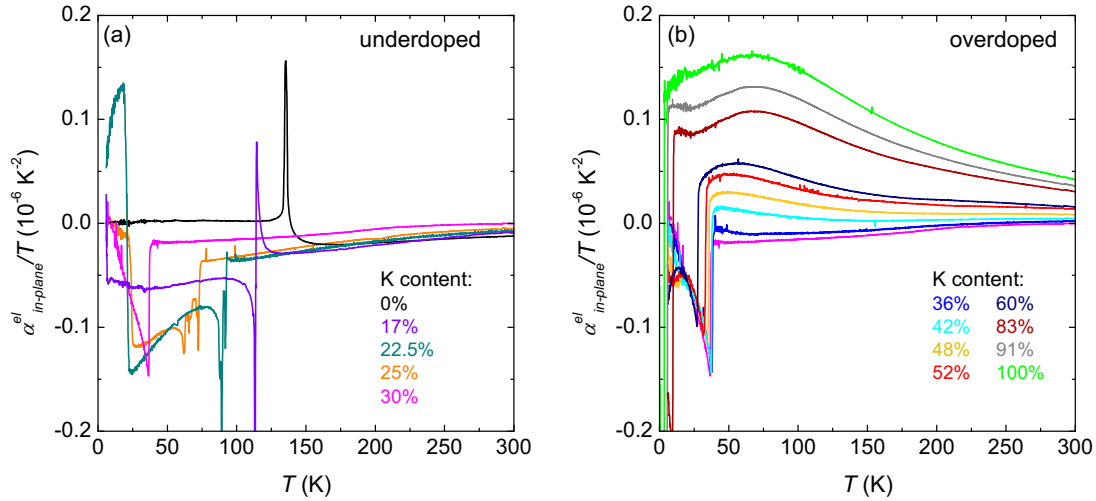 (a)
underdoped
0.2
0.1
0.0
-0.1
-0.2
α^el_in-plane/T (10^-6 K^-2)
K content:
0%
17%
22.5%
25%
30%
0 50 100 150 200 250 300
T (K)
(b)
overdoped
0.2
0.1
0.0
-0.1
-0.2
α^el_in-plane/T (10^-6 K^-2)
K content:
36% 60%
42% 83%
48% 91%
52% 100%
0 50 100 150 200 250 300
T (K)